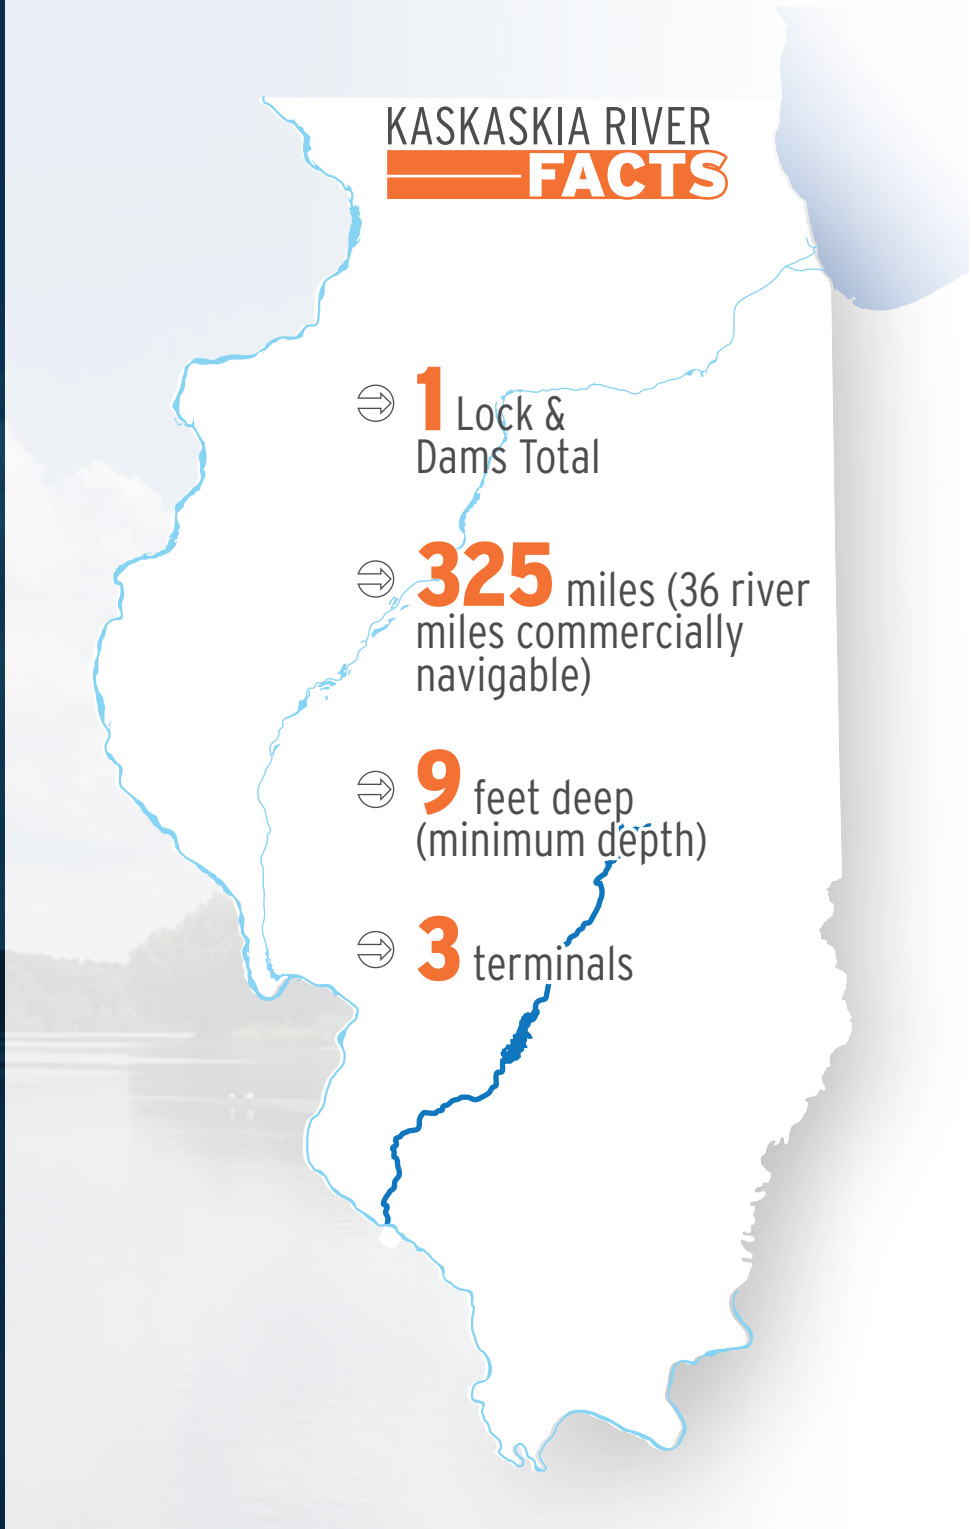 KASKASKIA RIVER
FACTS
1 Lock &
Dams Total
325 miles (36 river
miles commercially
navigable)
9 feet deep
(minimum depth)
3 terminals